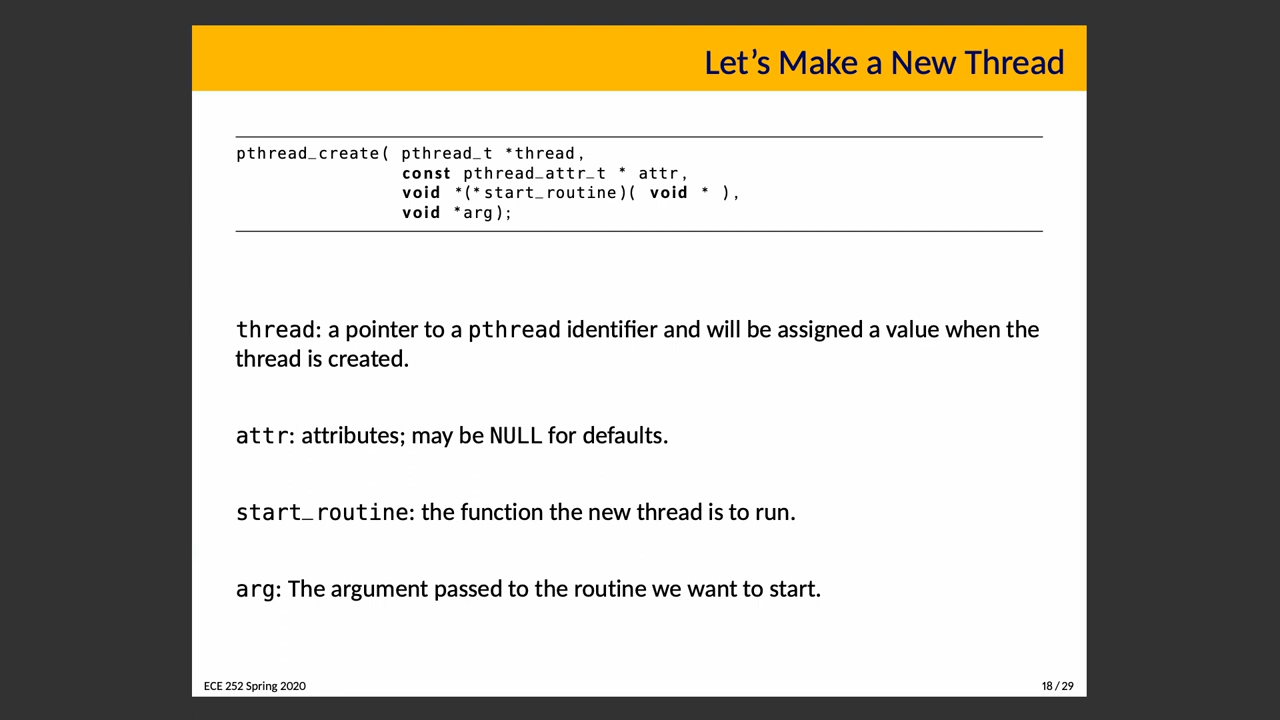 Let's Make a New Thread
pthread_create( pthread_t *thread,
const pthread_attr_t * attr,
void *(*start_routine)( void * ),
void *arg);
thread: a pointer to a pthread identifier and will be assigned a value when the
thread is created.
attr: attributes; may be NULL for defaults.
start_routine: the function the new thread is to run.
arg: The argument passed to the routine we want to start.
ECE 252 Spring 2020
18 / 29